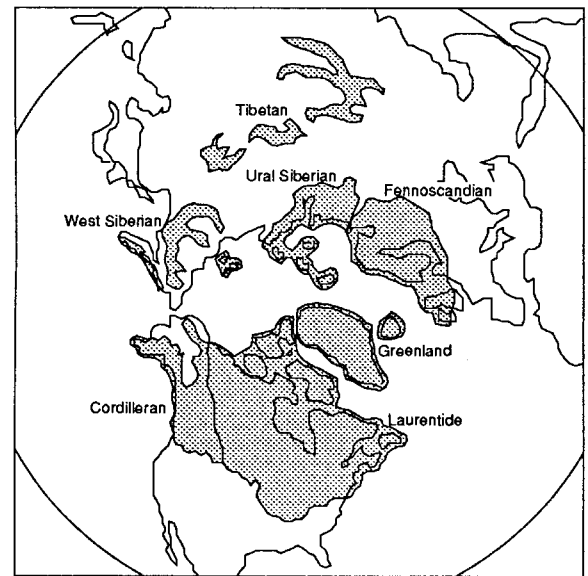 Tibetan
Ural Siberian
Fennoscandian
West Siberian
Greenland
Cordilleran
Laurentide